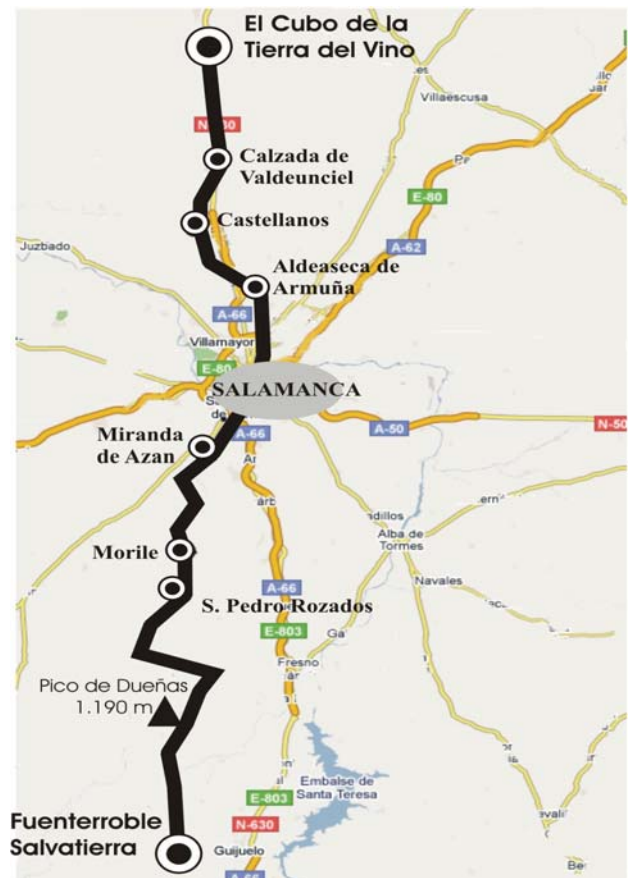 El Cubo de la
Tierra del Vino
Villaescusa
N-630
Calzada de
Valdeunciel
E-80
Castellanos
Juzbado
A-62
Aldeaseca de
Armuña
A-66
Villamayor
E-80
SALAMANCA
Miranda
de Azan
A-66
A-50
N-50
Alba de
Tormes
Morile
Navales
A-66
S. Pedro Rozados
E-803
Fresno
Pico de Dueñas
1.190 m
Embalse de
Santa Teresa
E-803
Fuenterroble
Salvatierra
N-630
Guijuelo
A-66